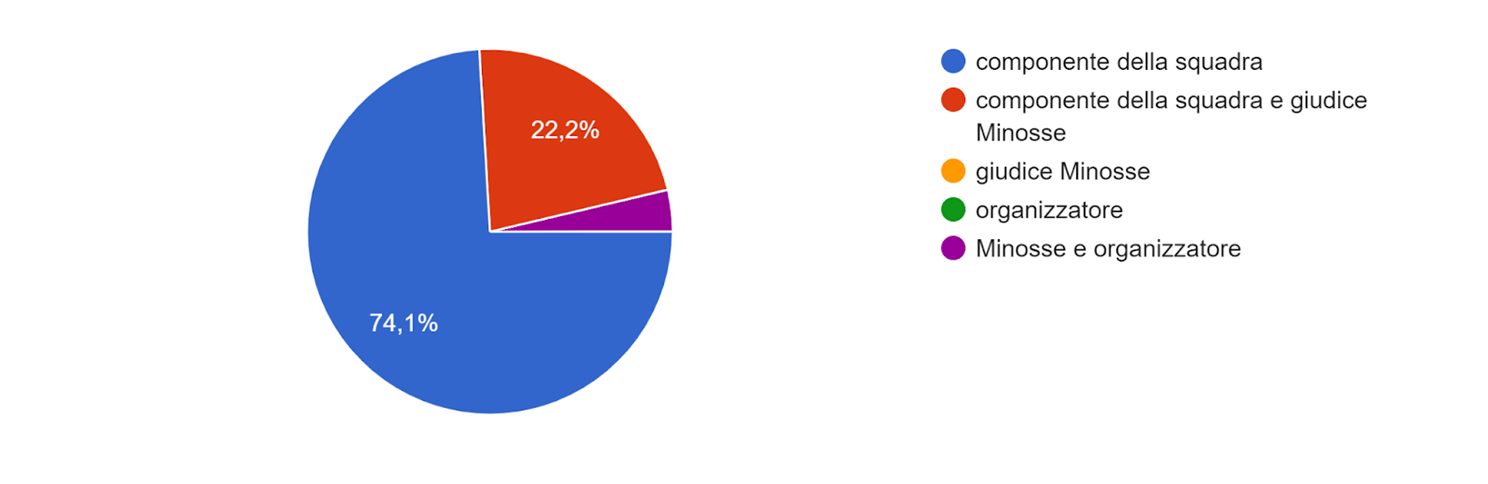 componente della squadra
componente della squadra e giudice
Minosse
giudice Minosse
organizzatore
Minosse e organizzatore
22,2%
74,1%